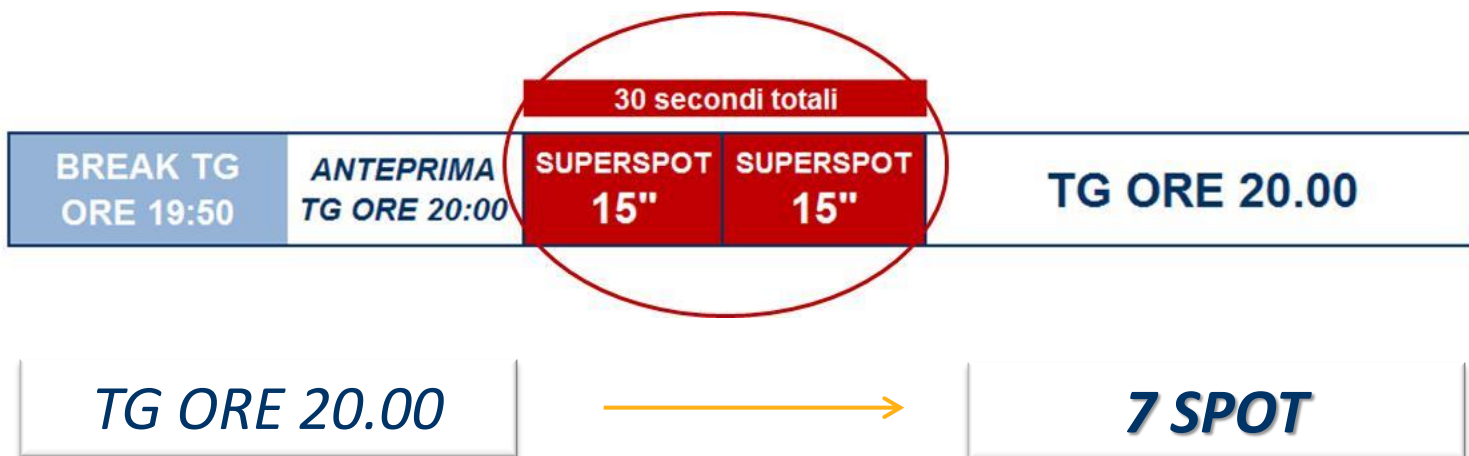 30 secondi totali
BREAK TG
ORE 19:50
ANTEPRIMA
TG ORE 20:00
SUPERSPOT
15"
SUPERSPOT
15"
TG ORE 20.00
TG ORE 20.00
7 SPOT